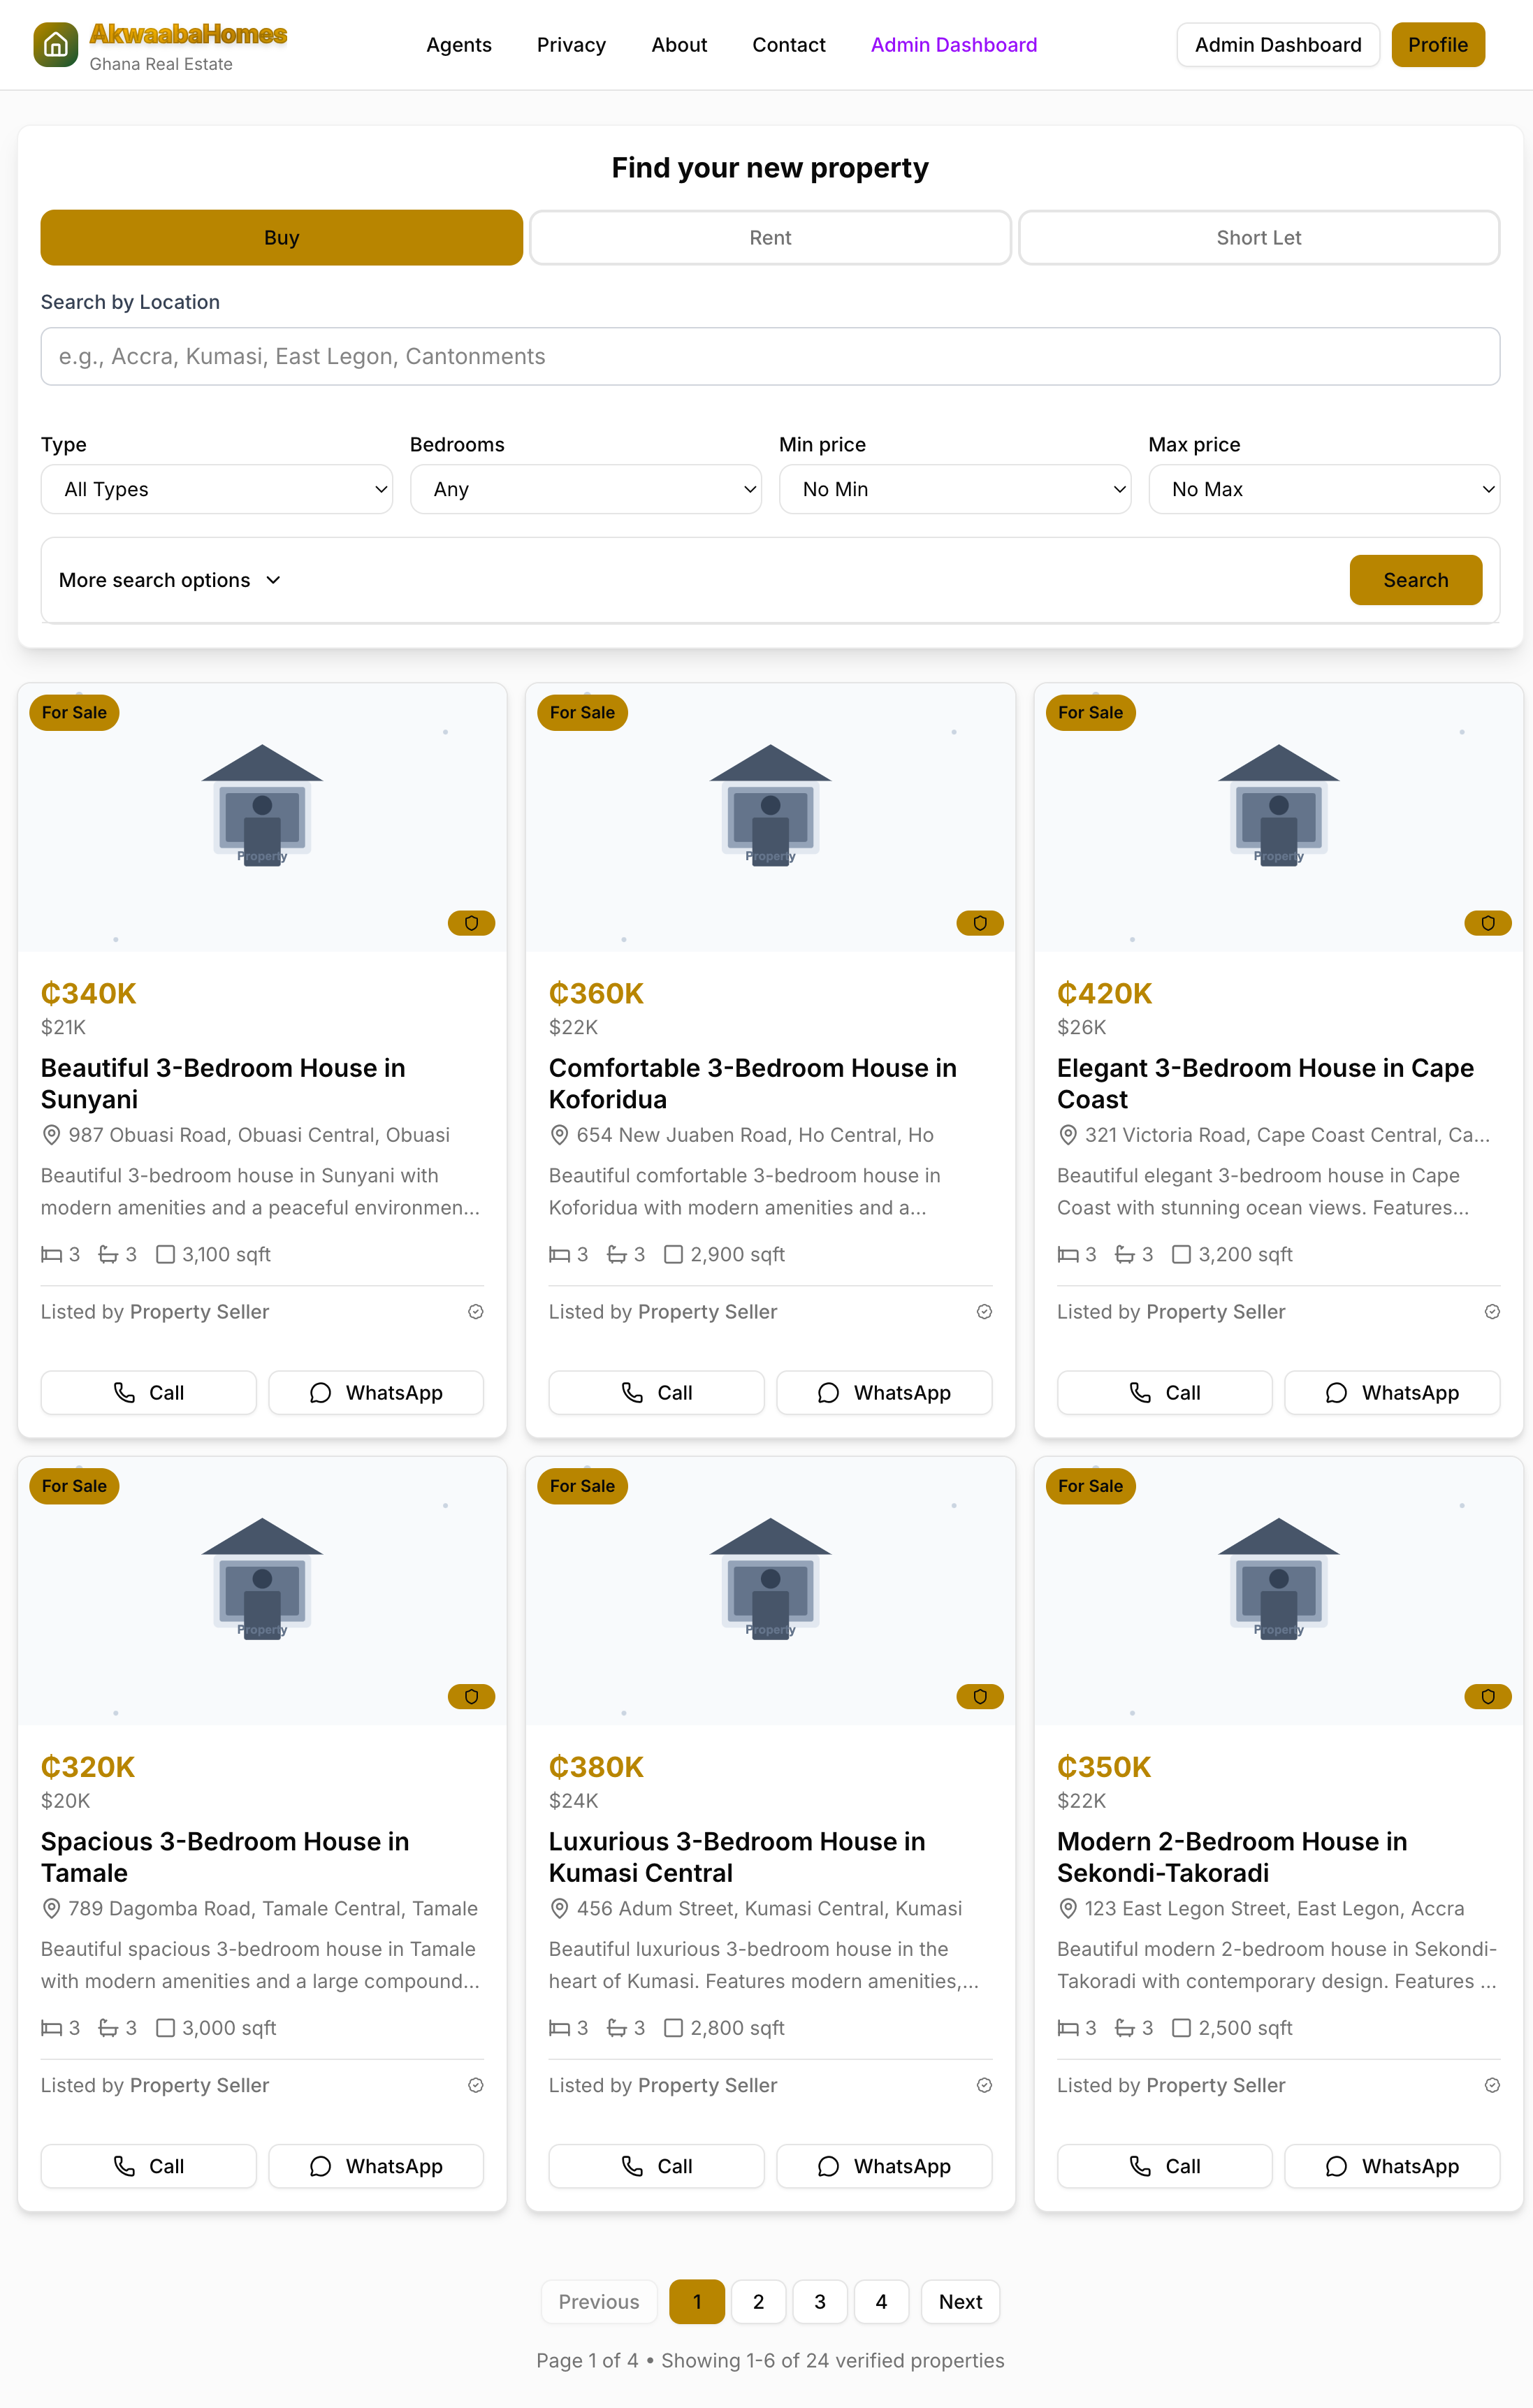 AkwaabaHomes
Ghana Real Estate
Agents
Privacy
About
Contact
Admin Dashboard
Admin Dashboard
Profile
Find your new property
Buy
Rent
Short Let
Search by Location
e.g., Accra, Kumasi, East Legon, Cantonments
Type
Bedrooms
Min price
Max price
All Types
Any
No Min
No Max
More search options
Search
For Sale
Property
₵340K
$21K
Beautiful 3-Bedroom House in
Sunyani
987 Obuasi Road, Obuasi Central, Obuasi
Beautiful 3-bedroom house in Sunyani with
modern amenities and a peaceful environmen...
3 3 3,100 sqft
Listed by Property Seller
Call
WhatsApp
For Sale
Property
₵360K
$22K
Comfortable 3-Bedroom House in
Koforidua
654 New Juaben Road, Ho Central, Ho
Beautiful comfortable 3-bedroom house in
Koforidua with modern amenities and a...
3 3 2,900 sqft
Listed by Property Seller
Call
WhatsApp
For Sale
Property
₵420K
$26K
Elegant 3-Bedroom House in Cape
Coast
321 Victoria Road, Cape Coast Central, Ca...
Beautiful elegant 3-bedroom house in Cape
Coast with stunning ocean views. Features...
3 3 3,200 sqft
Listed by Property Seller
Call
WhatsApp
For Sale
Property
₵320K
$20K
Spacious 3-Bedroom House in
Tamale
789 Dagomba Road, Tamale Central, Tamale
Beautiful spacious 3-bedroom house in Tamale
with modern amenities and a large compound...
3 3 3,000 sqft
Listed by Property Seller
Call
WhatsApp
For Sale
Property
₵380K
$24K
Luxurious 3-Bedroom House in
Kumasi Central
456 Adum Street, Kumasi Central, Kumasi
Beautiful luxurious 3-bedroom house in the
heart of Kumasi. Features modern amenities,...
3 3 2,800 sqft
Listed by Property Seller
Call
WhatsApp
For Sale
Property
₵350K
$22K
Modern 2-Bedroom House in
Sekondi-Takoradi
123 East Legon Street, East Legon, Accra
Beautiful modern 2-bedroom house in Sekondi-
Takoradi with contemporary design. Features ...
3 3 2,500 sqft
Listed by Property Seller
Call
WhatsApp
Previous
1
2
3
4
Next
Page 1 of 4 • Showing 1-6 of 24 verified properties